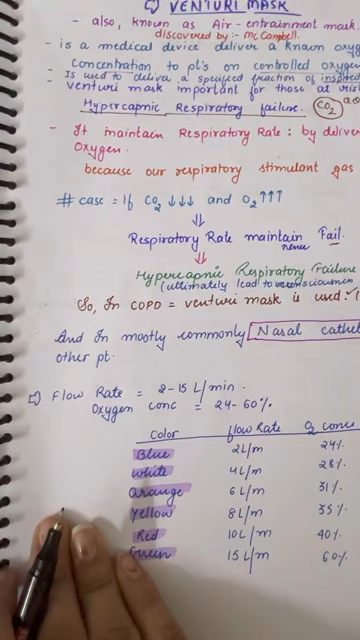 ⇨ VENTURI MASK
- also, known as Air-entrainment mask.
discovered by :- Mc Campbell.
- is a medical device deliver a known oxyg
concentration to pt's on controlled oxygen
- Is used to deliver a specified fraction of inspired
- venturi mask important for those at ris
Hypercapnic Respiratory failure. CO2
- It maintain Respiratory Rate : by deliver
Oxygen.
because our respiratory stimulant gas
# case = If CO2 ↓↓↓ and O2 ↑↑↑
⇓
Respiratory Rate maintain Fail.
hence
⇓
Hypercapnic Respiratory Failure
(ultimately lead to
So, In COPD = venturi mask is used.
And In mostly commonly Nasal cathet
other pt.
⇨ Flow Rate = 2-15 L/min.
Oxygen conc = 24-60%.
Color flow Rate O2 conc
Blue 2L/m 24%
white 4L/m 28%
Orange 6 L/m 31%
Yellow 8L/m 35%
Red 10L/m 40%
Green 15 L/m 60%